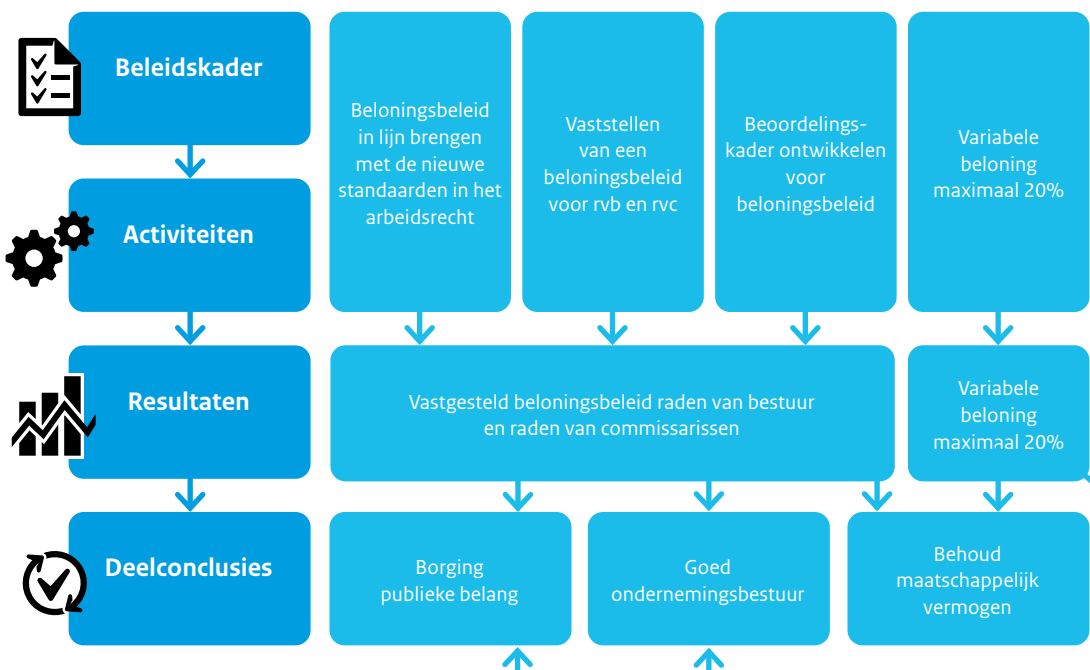 Beleidskader
Activiteiten
Beloningsbeleid
in lijn brengen
met de nieuwe
standaarden in het
arbeidsrecht
Vaststellen
van een
beloningsbeleid
voor rvb en rvc
Beoordelings-
kader ontwikkelen
voor
beloningsbeleid
Variabele
beloning
maximaal 20%
Resultaten
Vastgesteld beloningsbeleid raden van bestuur
en raden van commissarissen
Variabele
beloning
maximaal 20%
Deelconclusies
Borging
publieke belang
Goed
ondernemingsbestuur
Behoud
maatschappelijk
vermogen